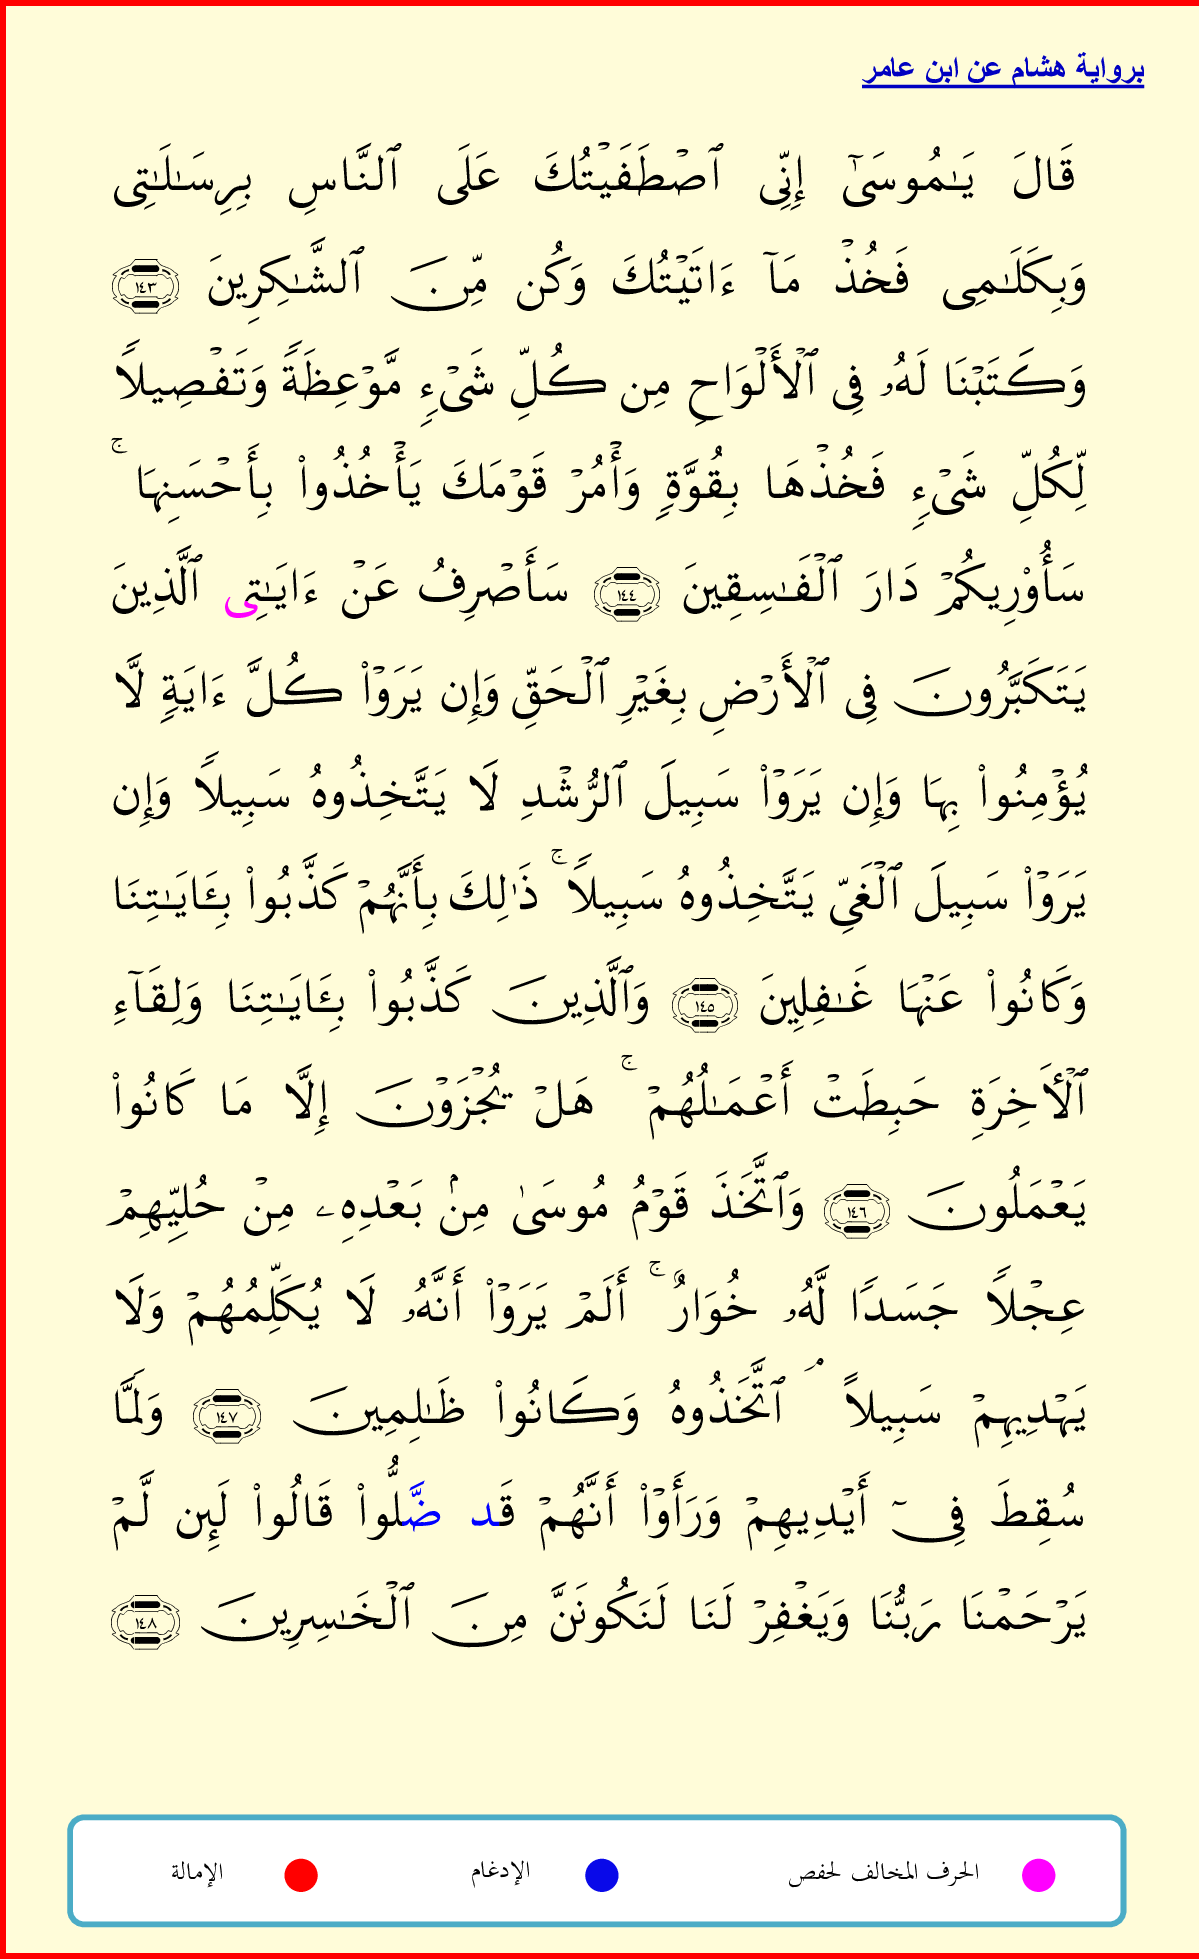 برواية هشام عن ابن عامر
قَالَ يَـٰمُوسَىٰٓ إِنِّى ٱصْطَفَيْتُكَ عَلَى ٱلنَّاسِ بِرِسَـٰلَـٰتِى
وَبِكَلَـٰمِى فَخُذْ مَآ ءَاتَيْتُكَ وَكُن مِّنَ ٱلشَّـٰكِرِينَ ١٤٣
وَكَتَبْنَا لَهُۥ فِى ٱلْأَلْوَاحِ مِن كُلِّ شَىْءٍ مَّوْعِظَةً وَتَفْصِيلًا
لِّكُلِّ شَىْءٍ فَخُذْهَا بِقُوَّةٍ وَأْمُرْ قَوْمَكَ يَأْخُذُوا۟ بِأَحْسَنِهَا ۚ
سَأُو۟رِيكُمْ دَارَ ٱلْفَـٰسِقِينَ ١٤٤ سَأَصْرِفُ عَنْ ءَايَـٰتِى ٱلَّذِينَ
يَتَكَبَّرُونَ فِى ٱلْأَرْضِ بِغَيْرِ ٱلْحَقِّ وَإِن يَرَوْا۟ كُلَّ ءَايَةٍ لَّا
يُؤْمِنُوا۟ بِهَا وَإِن يَرَوْا۟ سَبِيلَ ٱلرُّشْدِ لَا يَتَّخِذُوهُ سَبِيلًا وَإِن
يَرَوْا۟ سَبِيلَ ٱلْغَىِّ يَتَّخِذُوهُ سَبِيلًا ۚ ذَٰلِكَ بِأَنَّهُمْ كَذَّبُوا۟ بِـَٔايَـٰتِنَا
وَكَانُوا۟ عَنْهَا غَـٰفِلِينَ ١٤٥ وَٱلَّذِينَ كَذَّبُوا۟ بِـَٔايَـٰتِنَا وَلِقَآءِ
ٱلْـَٔاخِرَةِ حَبِطَتْ أَعْمَـٰلُهُمْ ۚ هَلْ يُجْزَوْنَ إِلَّا مَا كَانُوا۟
يَعْمَلُونَ ١٤٦ وَٱتَّخَذَ قَوْمُ مُوسَىٰ مِنۢ بَعْدِهِۦ مِنْ حُلِيِّهِمْ
عِجْلًا جَسَدًا لَّهُۥ خُوَارٌ ۚ أَلَمْ يَرَوْا۟ أَنَّهُۥ لَا يُكَلِّمُهُمْ وَلَا
يَهْدِيهِمْ سَبِيلًا ۘ ٱتَّخَذُوهُ وَكَانُوا۟ ظَـٰلِمِينَ ١٤٧ وَلَمَّا
سُقِطَ فِىٓ أَيْدِيهِمْ وَرَأَوْا۟ أَنَّهُمْ قَد ضَّلُّوا۟ قَالُوا۟ لَئِن لَّمْ
يَرْحَمْنَا رَبُّنَا وَيَغْفِرْ لَنَا لَنَكُونَنَّ مِنَ ٱلْخَـٰسِرِينَ ١٤٨
الحرف المخالف لحفص الإدغام الإمالة